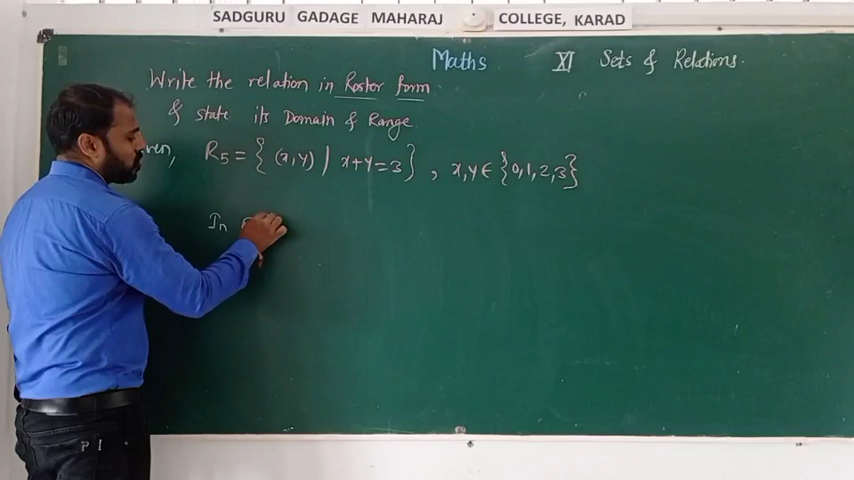 SADGURU GADAGE MAHARAJ COLLEGE, KARAD
Maths XI Sets & Relations.
Write the relation in Roster form
& state its Domain & Range
R5 = { (x,y) | x+y=3 } , x,y ∈ {0,1,2,3}
In